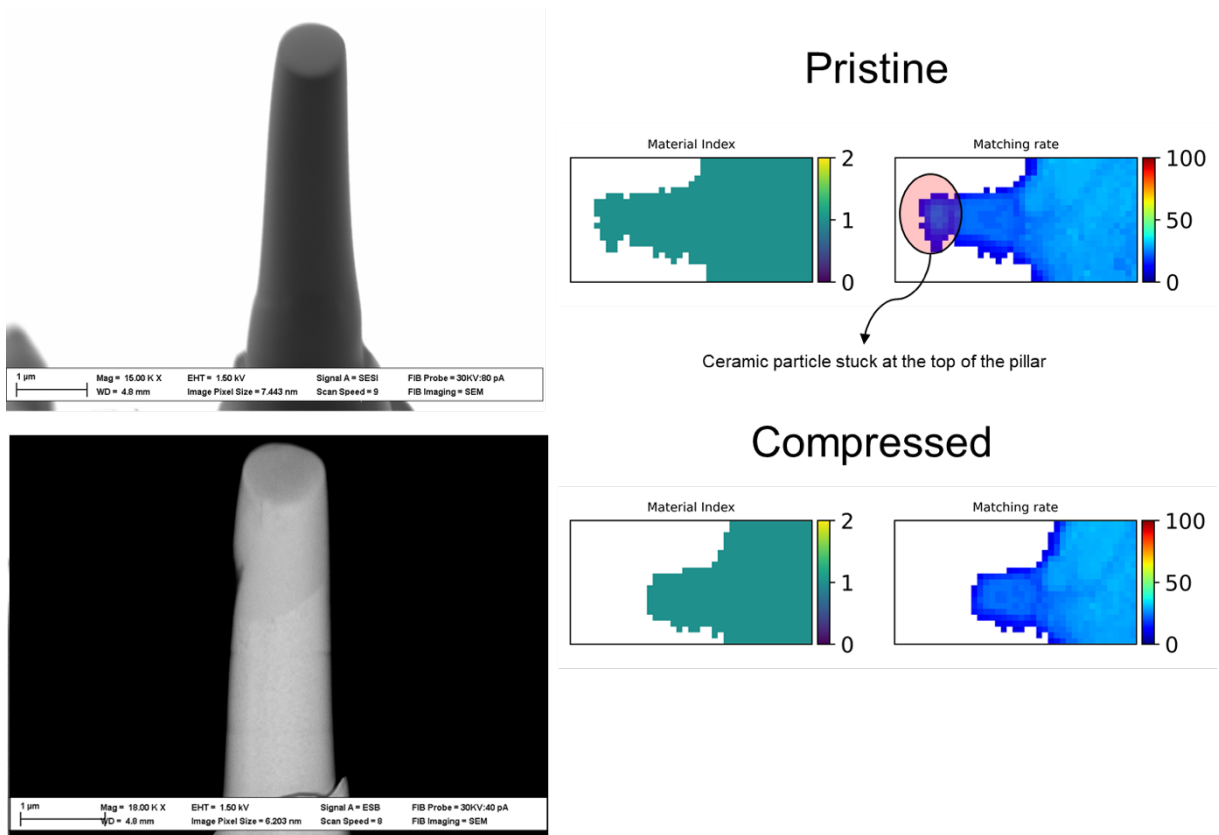 Pristine
Material Index
Matching rate
2
1
0
100
50
0
Ceramic particle stuck at the top of the pillar
1 µm
Mag = 15.00 K X
EHT = 1.50 kV
Signal A = SESI
FIB Probe = 30KV:80 pA
WD = 4.8 mm
Image Pixel Size = 7.443 nm
Scan Speed = 9
FIB Imaging = SEM
Compressed
Material Index
Matching rate
2
1
0
100
50
0
1 µm
Mag = 18.00 K X
EHT = 1.50 kV
Signal A = ESB
FIB Probe = 30KV:40 pA
WD = 4.8 mm
Image Pixel Size = 6.203 nm
Scan Speed = 8
FIB Imaging = SEM